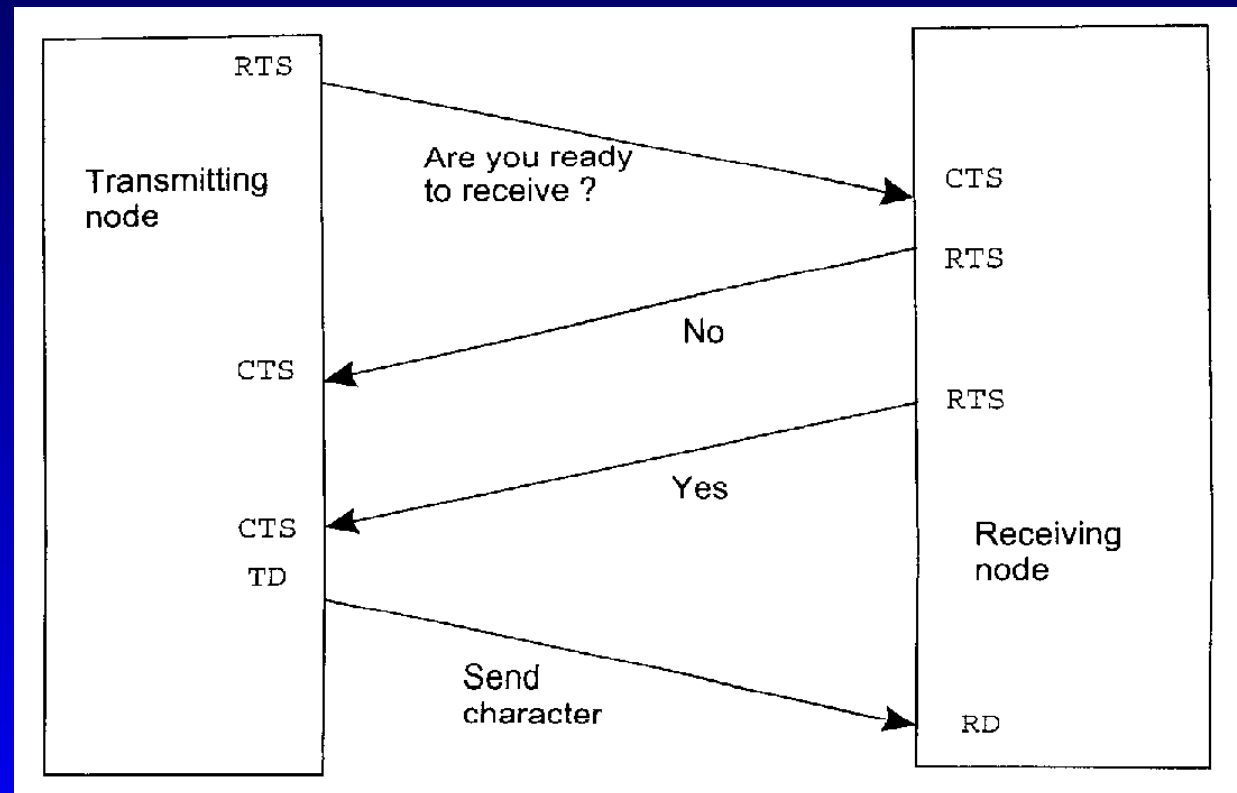 RTS
Transmitting
node
Are you ready
to receive ?
CTS
RTS
No
CTS
RTS
Yes
CTS
TD
Receiving
node
Send
character
RD